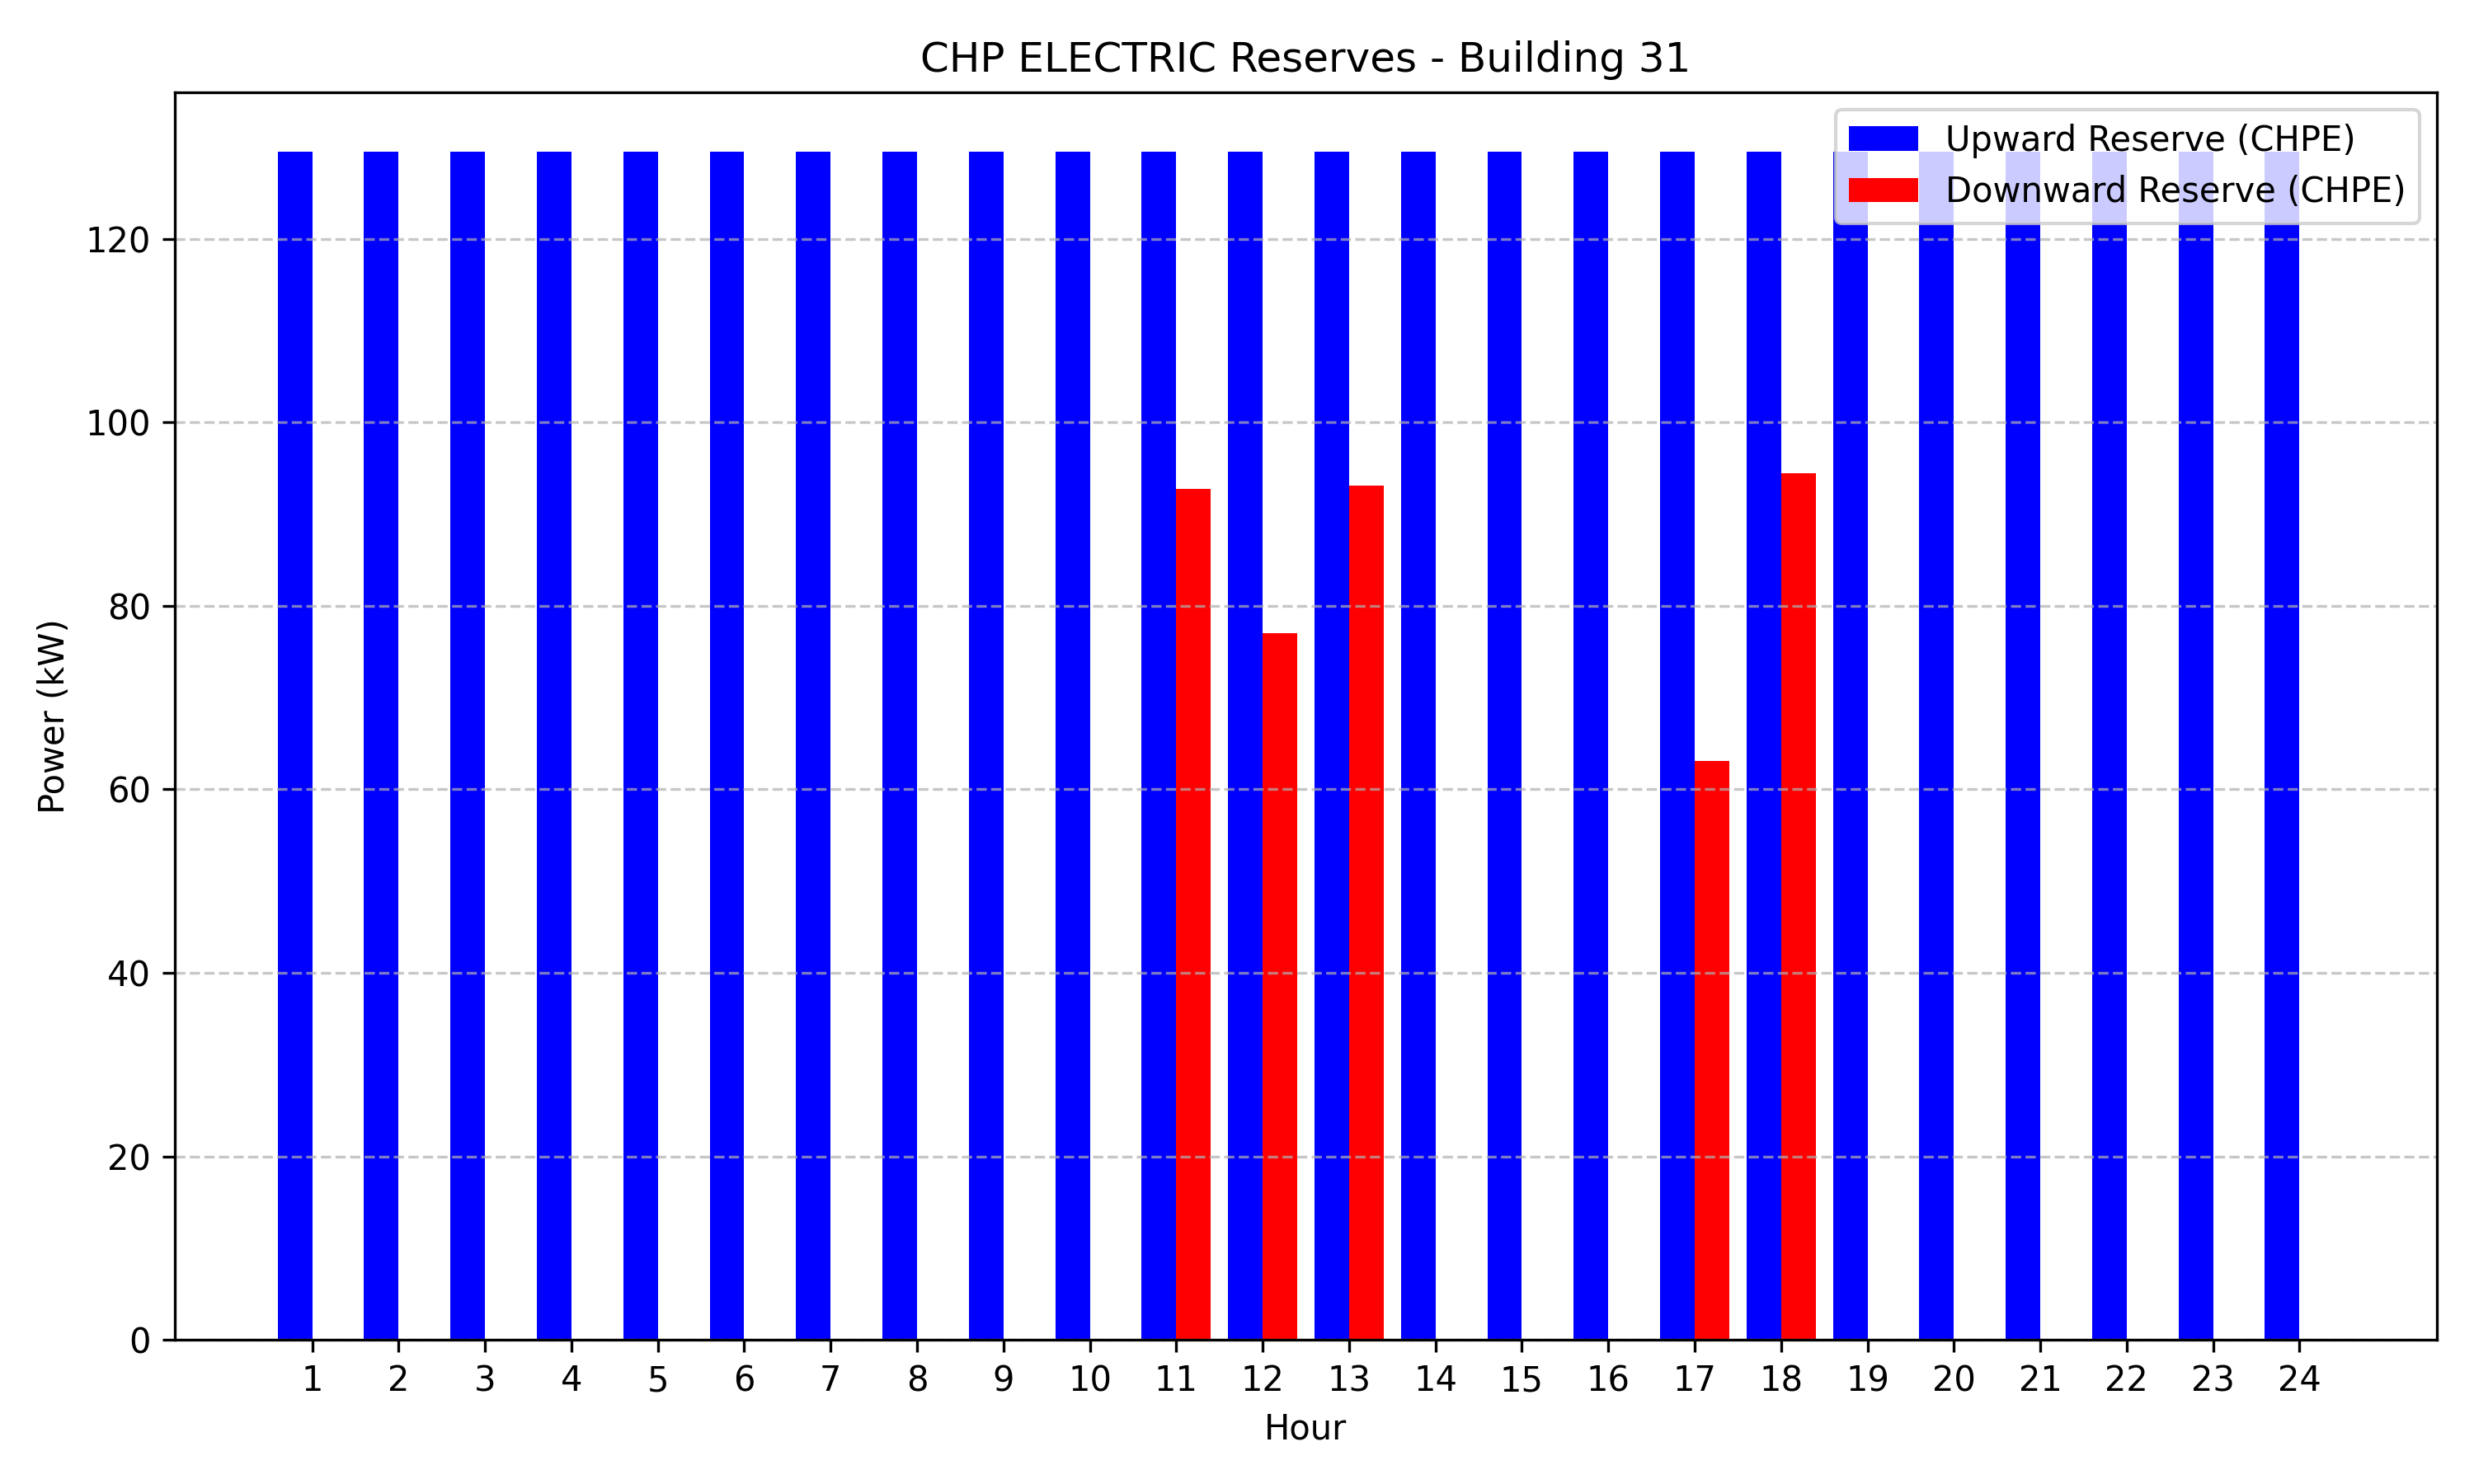 CHP ELECTRIC Reserves - Building 31
Upward Reserve (CHPE)
Downward Reserve (CHPE)
120
100
80
60
40
20
0
Power (kW)
1 2 3 4 5 6 7 8 9 10 11 12 13 14 15 16 17 18 19 20 21 22 23 24
Hour